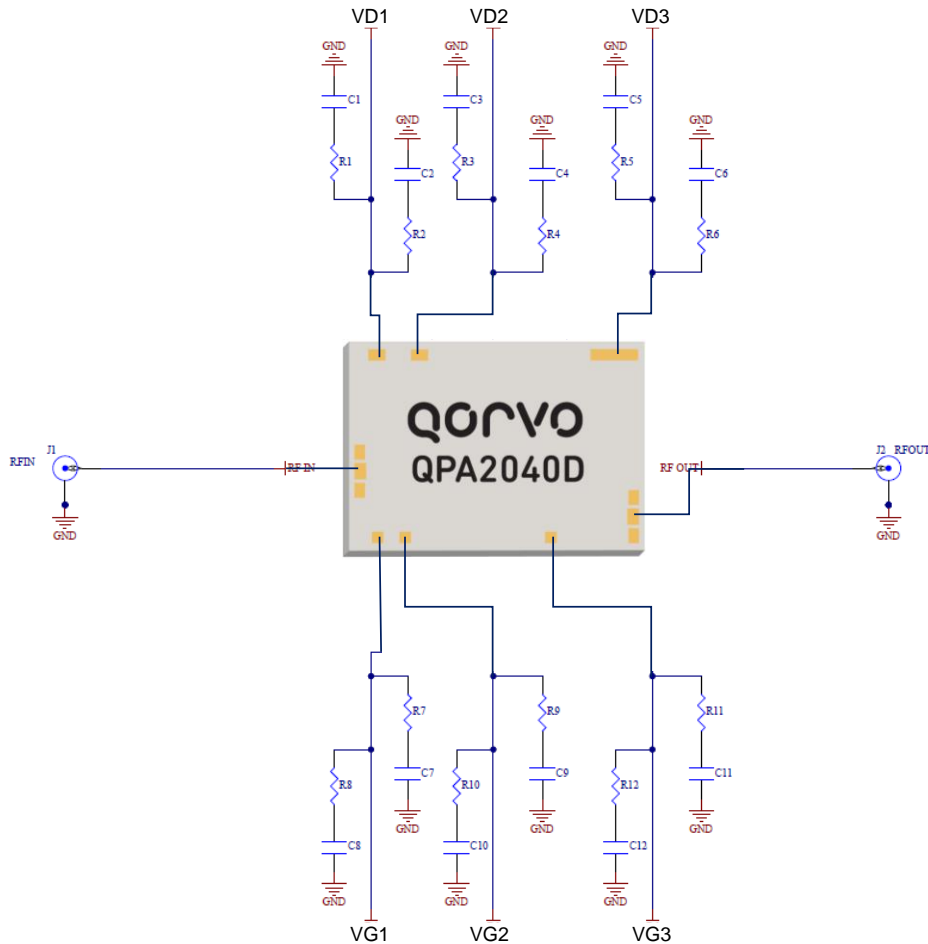 VD1 VD2 VD3
GND GND GND
C1 C3 C5
GND GND GND
R1 R3 R5
C2 C4 C6
R2 R4 R6
QORVO
QPA2040D
J1 J2
RFIN RFOUT
RF IN RF OUT
GND GND
R7 R9 R11
C7 C9 C11
R8 R10 R12
GND GND GND
C8 C10 C12
GND GND GND
VG1 VG2 VG3